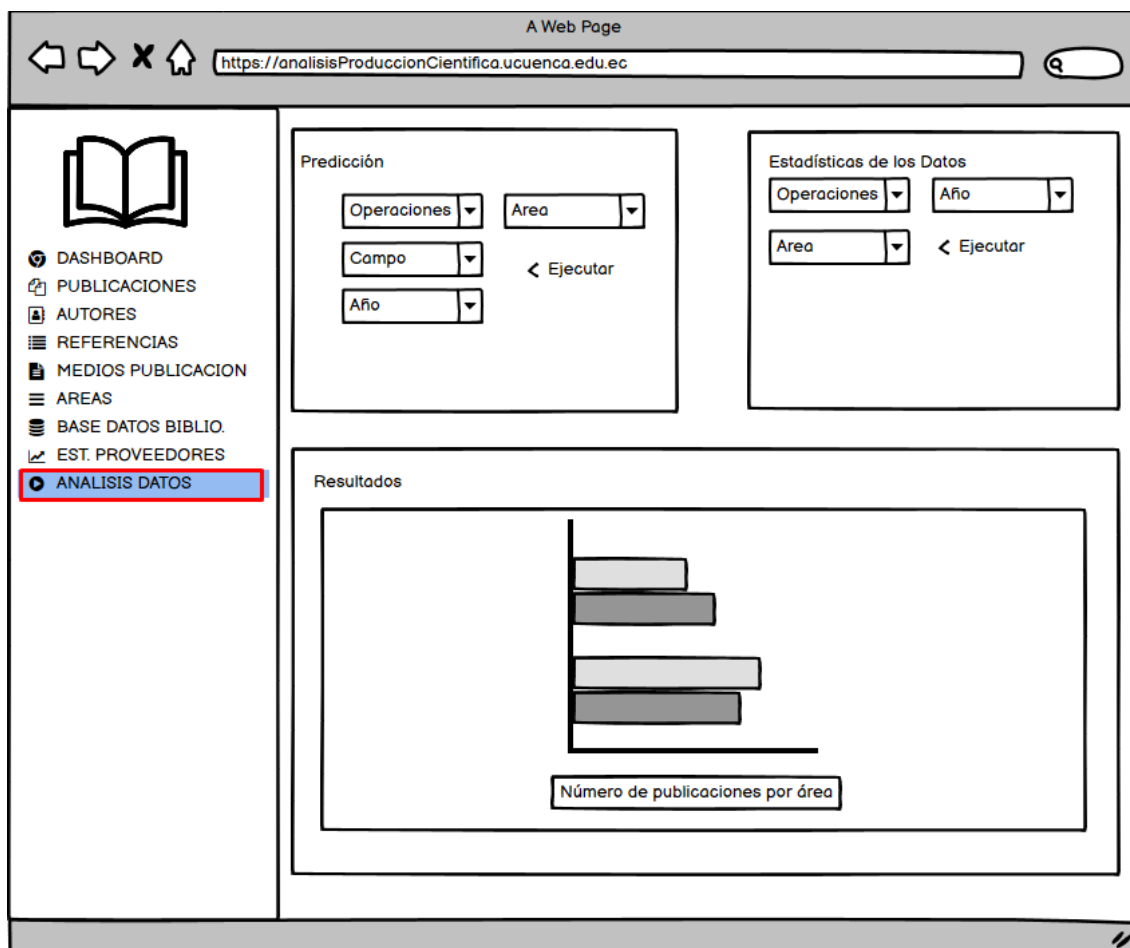 A Web Page
https://analisisProduccionCientifica.ucuenca.edu.ec
DASHBOARD
PUBLICACIONES
AUTORES
REFERENCIAS
MEDIOS PUBLICACION
AREAS
BASE DATOS BIBLIO.
EST. PROVEEDORES
ANALISIS DATOS
Predicción
Operaciones Area
Campo
< Ejecutar
Año
Estadísticas de los Datos
Operaciones Año
Area < Ejecutar
Resultados
Número de publicaciones por área